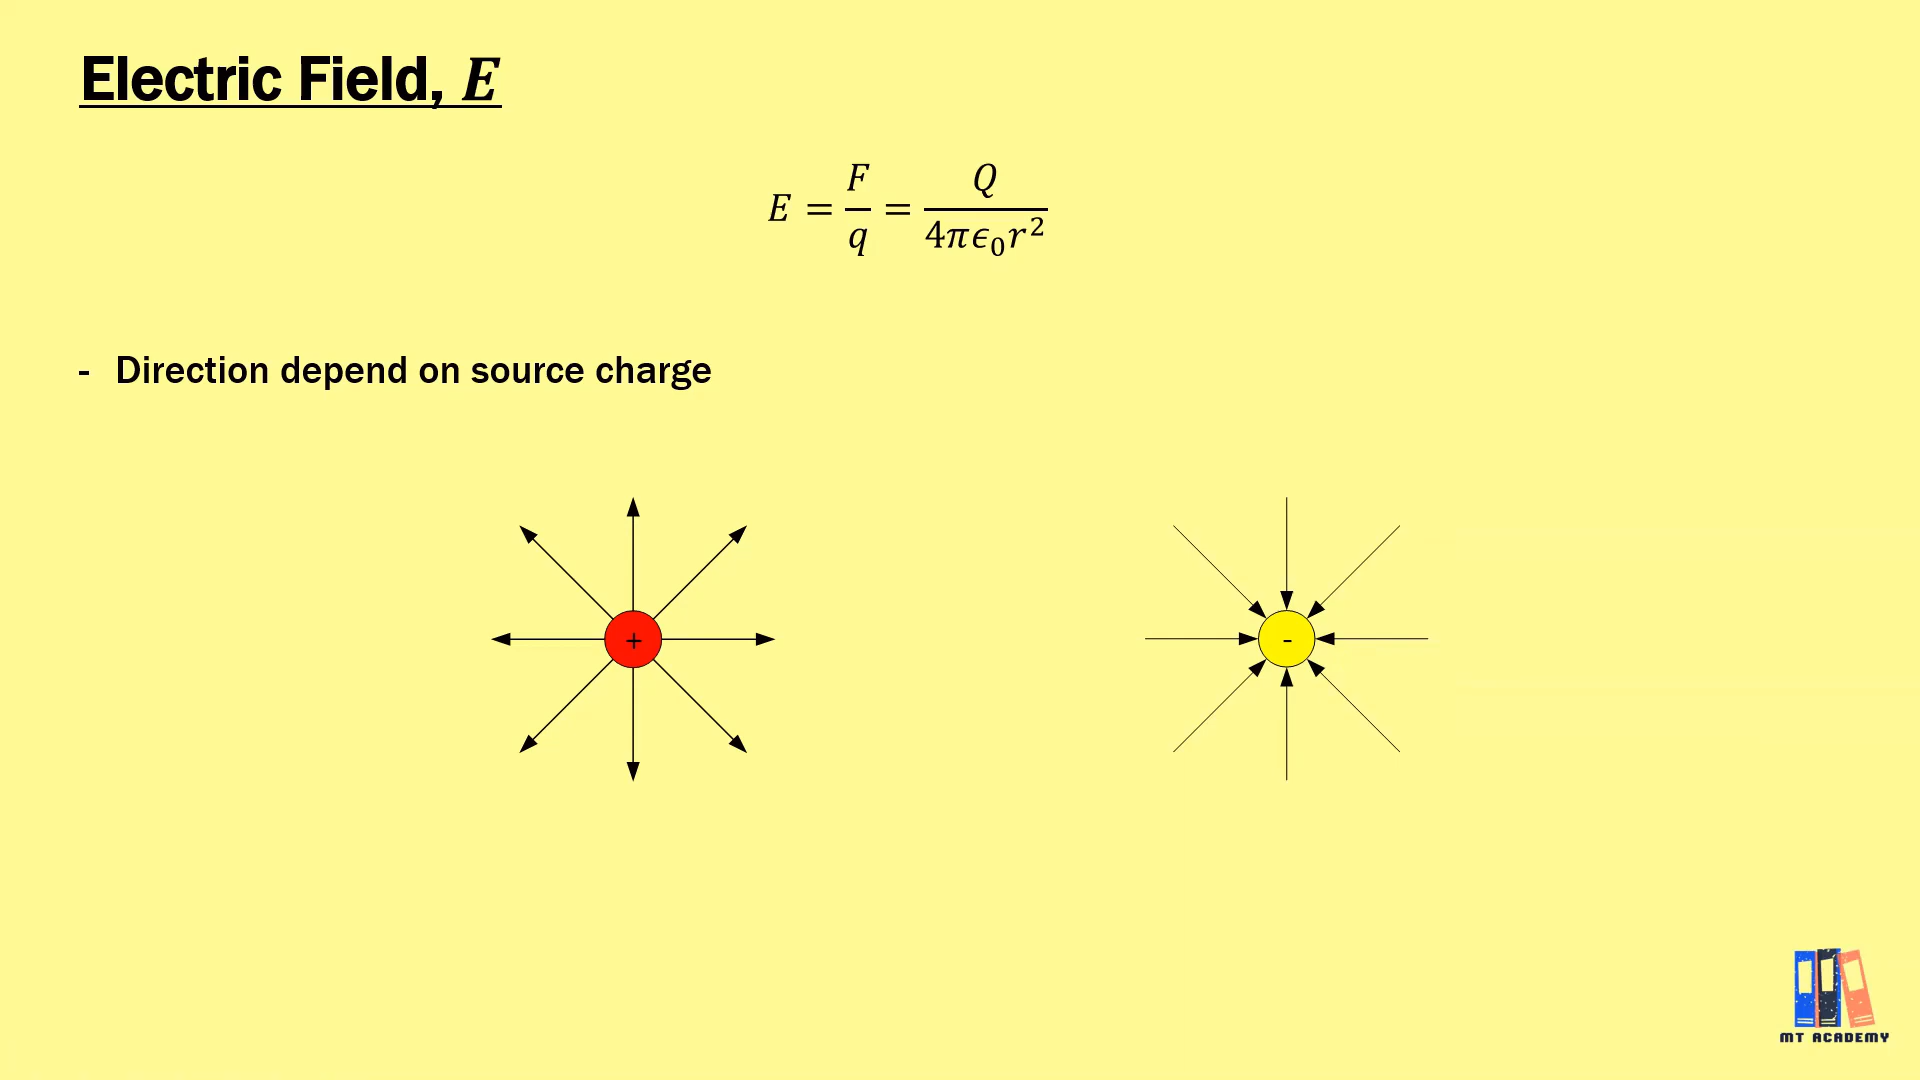 Electric Field, E
E = F/q = Q/4πϵ₀r²
- Direction depend on source charge
+
-
MT ACADEMY